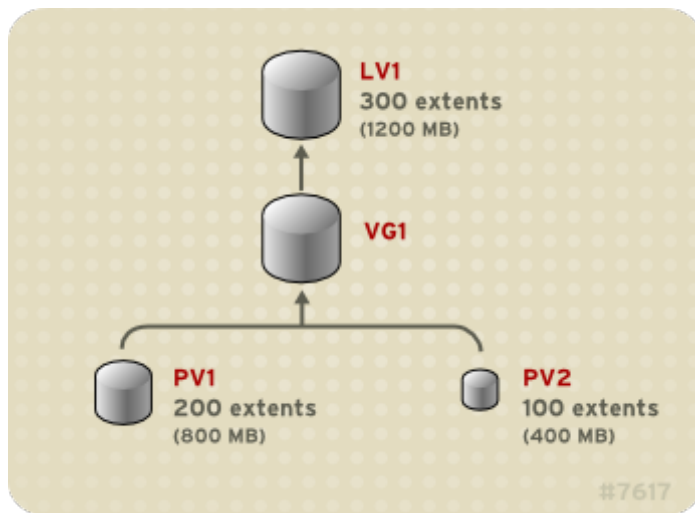 LV1
300 extents
(1200 MB)
VG1
PV1
200 extents
(800 MB)
PV2
100 extents
(400 MB)
#7617